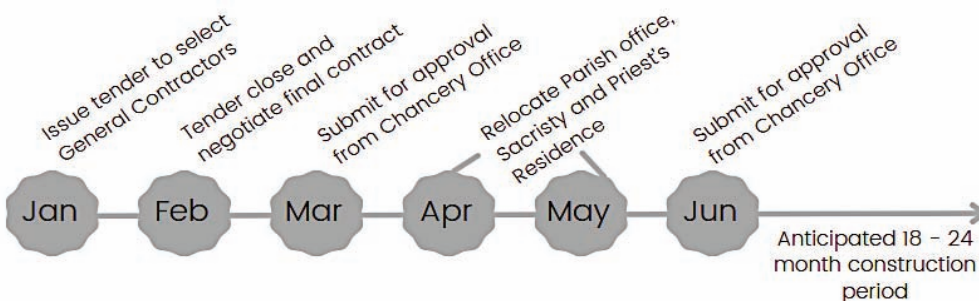 Issue tender to select
General Contractors
Tender close and
negotiate final contract
Submit for approval
from Chancery Office
Relocate Parish office,
Sacristy and Priest's
Residence
Submit for approval
from Chancery Office
Jan
Feb
Mar
Apr
May
Jun
Anticipated 18 - 24
month construction
period